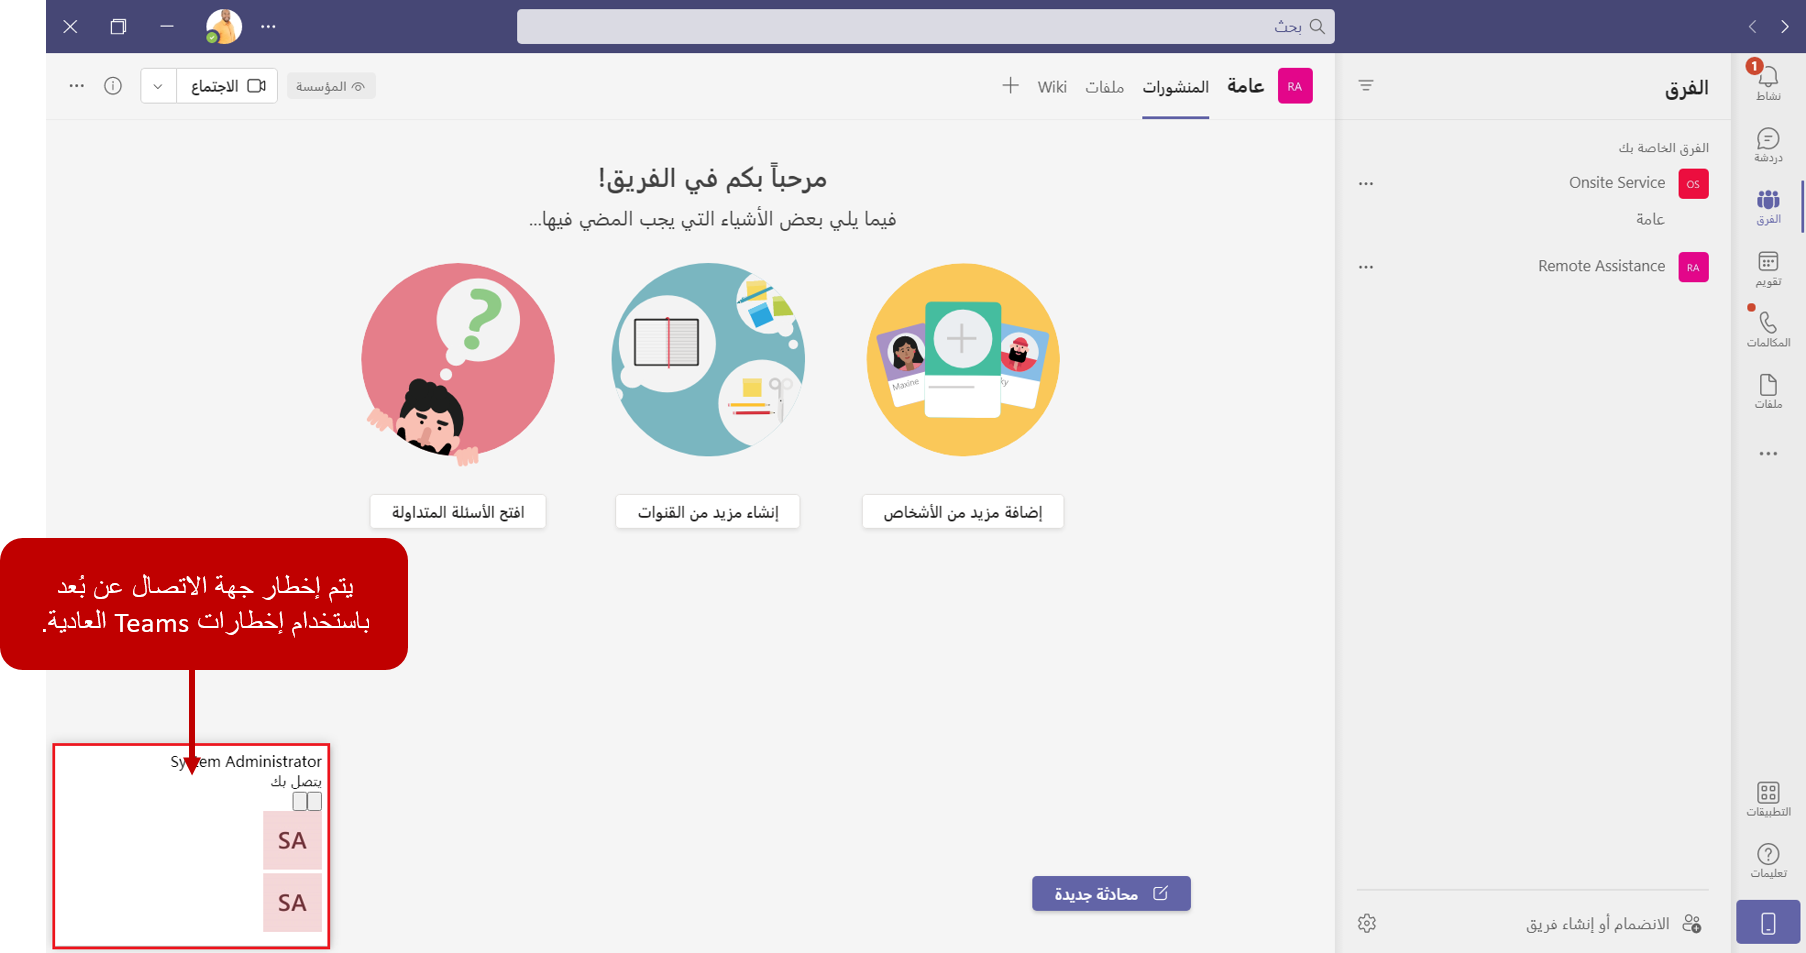 بحث
1
نشاط
دردشة
الفرق
تقويم
المكالمات
ملفات
التطبيقات
تعليمات
الفرق
الفرق الخاصة بك
OS
Onsite Service
عامة
RA
Remote Assistance
الانضمام أو إنشاء فريق
RA
عامة
المنشورات
ملفات
Wiki
المؤسسة
الاجتماع
مرحباً بكم في الفريق!
فيما يلي بعض الأشياء التي يجب المضي فيها...
Maxine
إضافة مزيد من الأشخاص
إنشاء مزيد من القنوات
افتح الأسئلة المتداولة
يتم إخطار جهة الاتصال عن بُعد
باستخدام إخطارات Teams العادية.
System Administrator
يتصل بك
SA
SA
محادثة جديدة